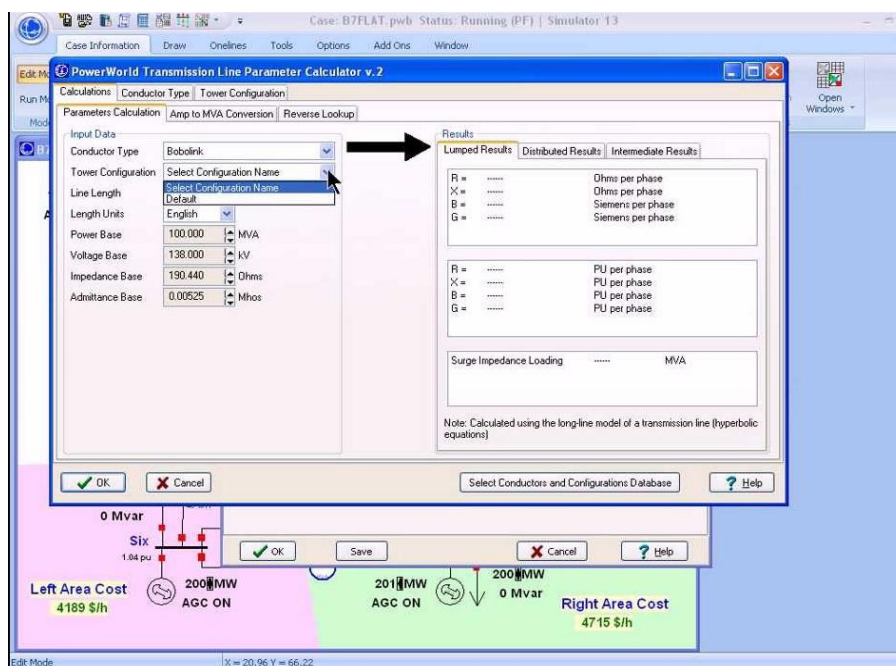 Case: B7FLAT.pwb Status: Running (PF) | Simulator 13
Case Information Draw Onelines Tools Options Add Ons Window
Edit Mo
Run Mo
Mod
Open
Windows
PowerWorld Transmission Line Parameter Calculator v.2
Calculations Conductor Type Tower Configuration
Parameters Calculation Amp to MVA Conversion Reverse Lookup
Input Data
Conductor Type Bobolink
Tower Configuration Select Configuration Name
Select Configuration Name
Line Length Default
Length Units English
Power Base 100.000 MVA
Voltage Base 138.000 kV
Impedance Base 190.440 Ohms
Admittance Base 0.00525 Mhos
Results
Lumped Results Distributed Results Intermediate Results
R = ------ Ohms per phase
X = ------ Ohms per phase
B = ------ Siemens per phase
G = ------ Siemens per phase
R = ------ PU per phase
X = ------ PU per phase
B = ------ PU per phase
G = ------ PU per phase
Surge Impedance Loading ------ MVA
Note: Calculated using the long-line model of a transmission line (hyperbolic
equations)
OK Cancel Select Conductors and Configurations Database ? Help
0 Mvar
Six
1.04 pu
OK Save Cancel ? Help
200 MW
AGC ON
201 MW
AGC ON
200 MW
0 Mvar
Left Area Cost
4189 $/h
Right Area Cost
4715 $/h
Edit Mode X = 20.96 Y = 66.22